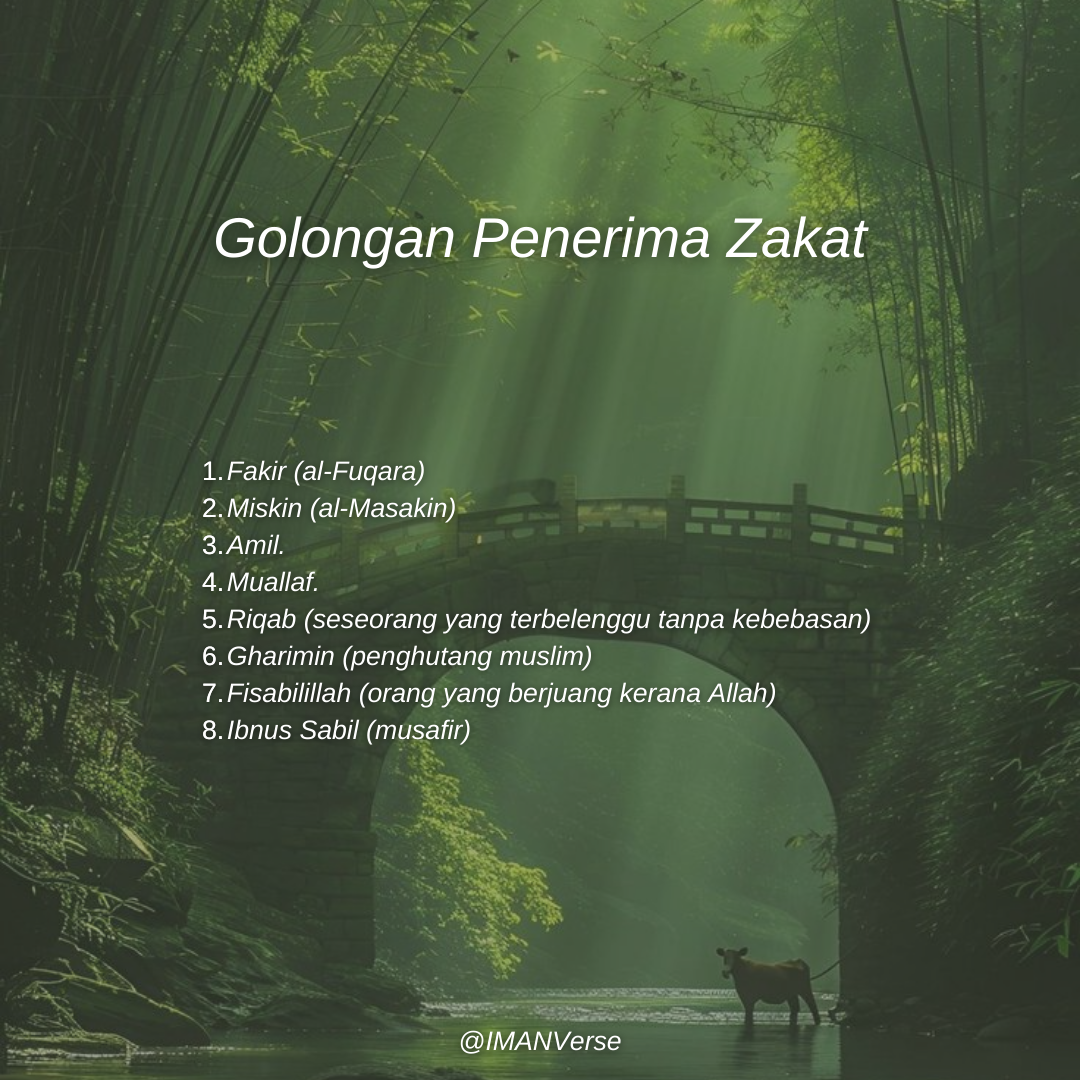 Golongan Penerima Zakat
1. Fakir (al-Fuqara)
2. Miskin (al-Masakin)
3. Amil.
4. Muallaf.
5. Riqab (seseorang yang terbelenggu tanpa kebebasan)
6. Gharimin (penghutang muslim)
7. Fisabilillah (orang yang berjuang kerana Allah)
8. Ibnus Sabil (musafir)
@IMANVerse